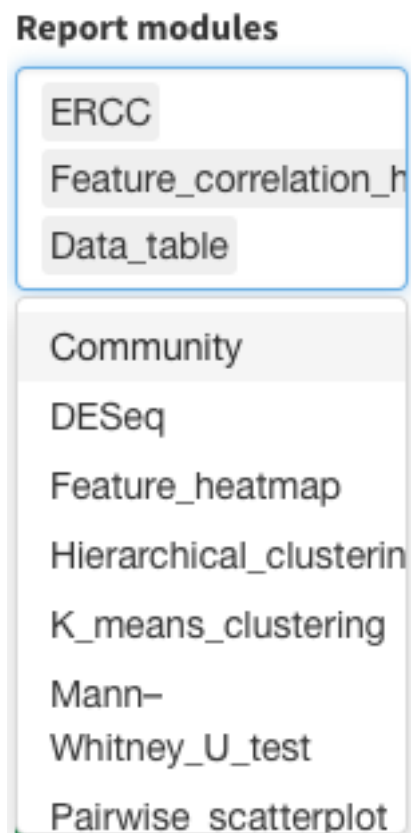 Report modules
ERCC
Feature_correlation_h
Data_table
Community
DESeq
Feature_heatmap
Hierarchical_clusterin
K_means_clustering
Mann–
Whitney_U_test
Pairwise_scatterplot